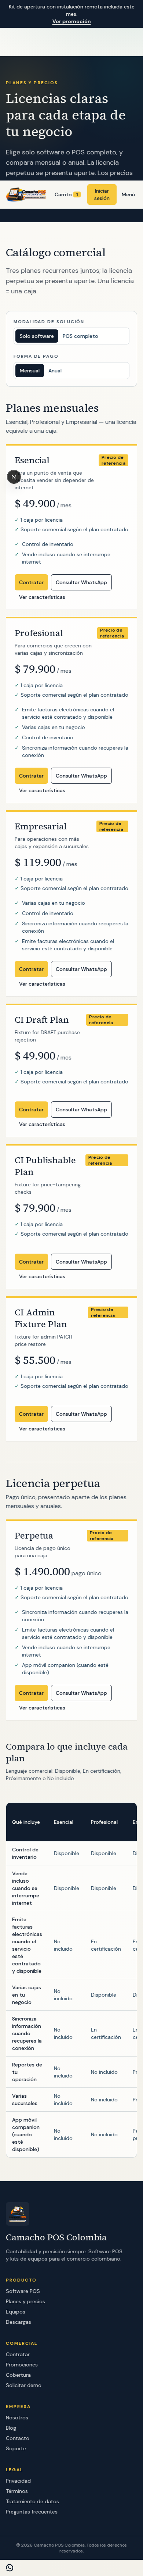 Kit de apertura con instalación remota incluida este
mes.
Ver promoción
PLANES Y PRECIOS
Licencias claras
para cada etapa de
tu negocio
Elige solo software o POS completo, y
compara mensual o anual. La licencia
perpetua se presenta aparte. Los precios
Carrito 1
Iniciar
sesión
Menú
Catálogo comercial
Tres planes recurrentes juntos; la licencia
perpetua se presenta aparte. Una licencia
= una caja.
MODALIDAD DE SOLUCIÓN
Solo software
POS completo
FORMA DE PAGO
Mensual
Anual
Planes mensuales
Esencial, Profesional y Empresarial — una licencia
equivale a una caja.
Esencial
Precio de
referencia
un punto de venta que
sita vender sin depender de
internet
$ 49.900 / mes
✓ 1 caja por licencia
✓ Soporte comercial según el plan contratado
✓ Control de inventario
✓ Vende incluso cuando se interrumpe
internet
Contratar
Consultar WhatsApp
Ver características
Profesional
Precio de
referencia
Para comercios que crecen con
varias cajas y sincronización
$ 79.900 / mes
✓ 1 caja por licencia
✓ Soporte comercial según el plan contratado
✓ Emite facturas electrónicas cuando el
servicio esté contratado y disponible
✓ Varias cajas en tu negocio
✓ Control de inventario
✓ Sincroniza información cuando recuperes la
conexión
Contratar
Consultar WhatsApp
Ver características
Empresarial
Precio de
referencia
Para operaciones con más
cajas y expansión a sucursales
$ 119.900 / mes
✓ 1 caja por licencia
✓ Soporte comercial según el plan contratado
✓ Varias cajas en tu negocio
✓ Control de inventario
✓ Sincroniza información cuando recuperes la
conexión
✓ Emite facturas electrónicas cuando el
servicio esté contratado y disponible
Contratar
Consultar WhatsApp
Ver características
CI Draft Plan
Precio de
referencia
Fixture for DRAFT purchase
rejection
$ 49.900 / mes
✓ 1 caja por licencia
✓ Soporte comercial según el plan contratado
Contratar
Consultar WhatsApp
Ver características
CI Publishable
Plan
Precio de
referencia
Fixture for price-tampering
checks
$ 79.900 / mes
✓ 1 caja por licencia
✓ Soporte comercial según el plan contratado
Contratar
Consultar WhatsApp
Ver características
CI Admin
Fixture Plan
Precio de
referencia
Fixture for admin PATCH
price restore
$ 55.500 / mes
✓ 1 caja por licencia
✓ Soporte comercial según el plan contratado
Contratar
Consultar WhatsApp
Ver características
Licencia perpetua
Pago único, presentado aparte de los planes
mensuales y anuales.
Perpetua
Precio de
referencia
Licencia de pago único
para una caja
$ 1.490.000 pago único
✓ 1 caja por licencia
✓ Soporte comercial según el plan contratado
✓ Sincroniza información cuando recuperes la
conexión
✓ Emite facturas electrónicas cuando el
servicio esté contratado y disponible
✓ Vende incluso cuando se interrumpe
internet
✓ App móvil companion (cuando esté
disponible)
Contratar
Consultar WhatsApp
Ver características
Compara lo que incluye cada
plan
Lenguaje comercial: Disponible, En certificación,
Próximamente o No incluido.
Qué incluye Esencial Profesional
Control de
inventario
Disponible Disponible
Vende
incluso
cuando se
interrumpe
internet
Disponible Disponible
Emite
facturas
electrónicas
cuando el
servicio
esté
contratado
y disponible
No
incluido
En
certificación
Varias cajas
en tu
negocio
No
incluido
Disponible
Sincroniza
información
cuando
recuperes la
conexión
No
incluido
En
certificación
Reportes de
tu
operación
No
incluido
No incluido
Varias
sucursales
No
incluido
No incluido
App móvil
companion
(cuando
esté
disponible)
No
incluido
No incluido
Camacho POS Colombia
Contabilidad y precisión siempre. Software POS
y kits de equipos para el comercio colombiano.
PRODUCTO
Software POS
Planes y precios
Equipos
Descargas
COMERCIAL
Contratar
Promociones
Cobertura
Solicitar demo
EMPRESA
Nosotros
Blog
Contacto
Soporte
LEGAL
Privacidad
Términos
Tratamiento de datos
Preguntas frecuentes
© 2026 Camacho POS Colombia. Todos los derechos
reservados.